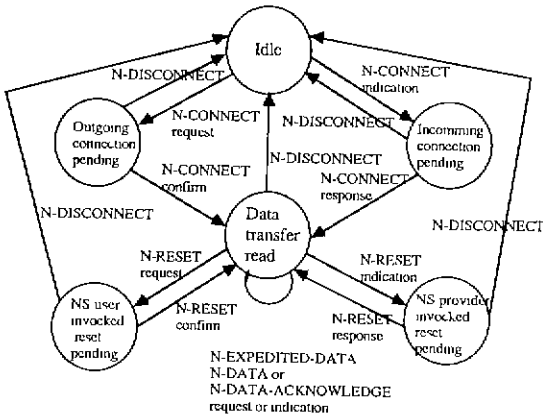 Idle
N-DISCONNECT
N-CONNECT
indication
N-CONNECT
request
Outgoing
connection
pending
N-DISCONNECT
Incomming
connection
pending
N-CONNECT
confirm
N-DISCONNECT
N-CONNECT
response
N-DISCONNECT
Data
transfer
read
N-DISCONNECT
N-RESET
request
N-RESET
indication
NS user
invocked
reset
pending
N-RESET
confirm
N-RESET
response
NS provider
invocked
reset
pending
N-EXPEDITED-DATA
N-DATA or
N-DATA-ACKNOWLEDGE
request or indication